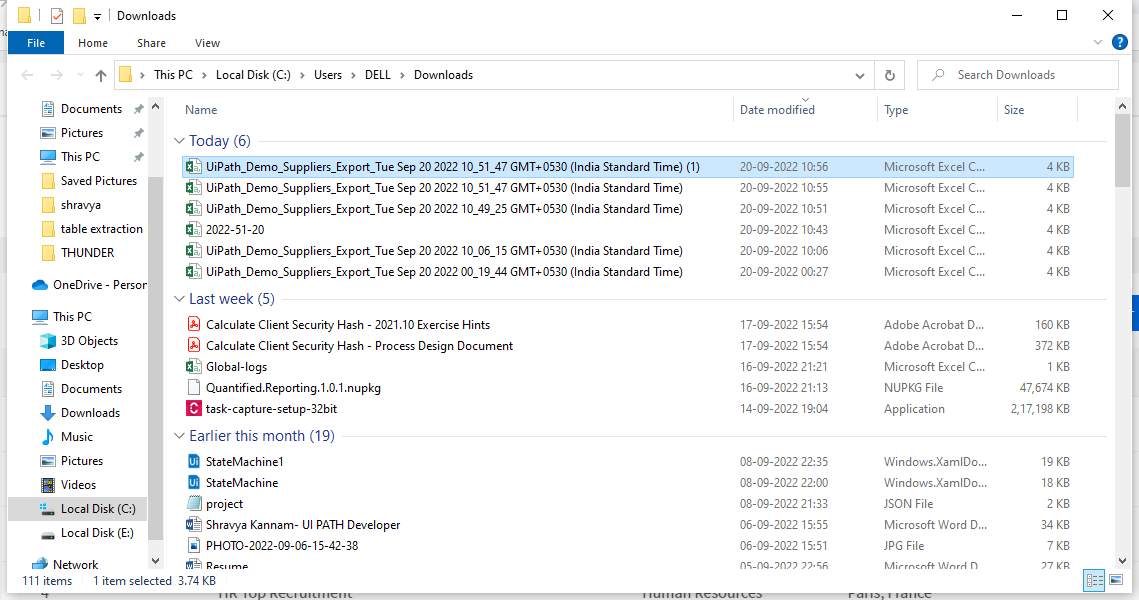 Downloads
File Home Share View
This PC Local Disk (C:) Users DELL Downloads Search Downloads
Name Date modified Type Size
Documents
Pictures
This PC
Saved Pictures
shravya
table extraction
THUNDER
OneDrive - Person
This PC
3D Objects
Desktop
Documents
Downloads
Music
Pictures
Videos
Local Disk (C:)
Local Disk (E:)
Network
Today (6)
UiPath_Demo_Suppliers_Export_Tue Sep 20 2022 10_51_47 GMT+0530 (India Standard Time) (1) 20-09-2022 10:56 Microsoft Excel C... 4 KB
UiPath_Demo_Suppliers_Export_Tue Sep 20 2022 10_51_47 GMT+0530 (India Standard Time) 20-09-2022 10:55 Microsoft Excel C... 4 KB
UiPath_Demo_Suppliers_Export_Tue Sep 20 2022 10_49_25 GMT+0530 (India Standard Time) 20-09-2022 10:51 Microsoft Excel C... 4 KB
2022-51-20 20-09-2022 10:43 Microsoft Excel C... 4 KB
UiPath_Demo_Suppliers_Export_Tue Sep 20 2022 10_06_15 GMT+0530 (India Standard Time) 20-09-2022 10:06 Microsoft Excel C... 4 KB
UiPath_Demo_Suppliers_Export_Tue Sep 20 2022 00_19_44 GMT+0530 (India Standard Time) 20-09-2022 00:27 Microsoft Excel C... 4 KB
Last week (5)
Calculate Client Security Hash - 2021.10 Exercise Hints 17-09-2022 15:54 Adobe Acrobat D... 160 KB
Calculate Client Security Hash - Process Design Document 17-09-2022 15:54 Adobe Acrobat D... 372 KB
Global-logs 16-09-2022 21:21 Microsoft Excel C... 1 KB
Quantified.Reporting.1.0.1.nupkg 16-09-2022 21:13 NUPKG File 47,674 KB
task-capture-setup-32bit 14-09-2022 19:04 Application 2,17,198 KB
Earlier this month (19)
StateMachine1 08-09-2022 22:35 Windows.XamlDo... 19 KB
StateMachine 08-09-2022 22:00 Windows.XamlDo... 18 KB
project 08-09-2022 21:33 JSON File 2 KB
Shravya Kannam- UI PATH Developer 06-09-2022 15:55 Microsoft Word D... 34 KB
PHOTO-2022-09-06-15-42-38 06-09-2022 15:51 JPG File 7 KB
Resume 05-09-2022 22:56 Microsoft Word D... 27 KB
111 items 1 item selected 3.74 KB
4 HR Top Recruitment Human Resources Paris, France